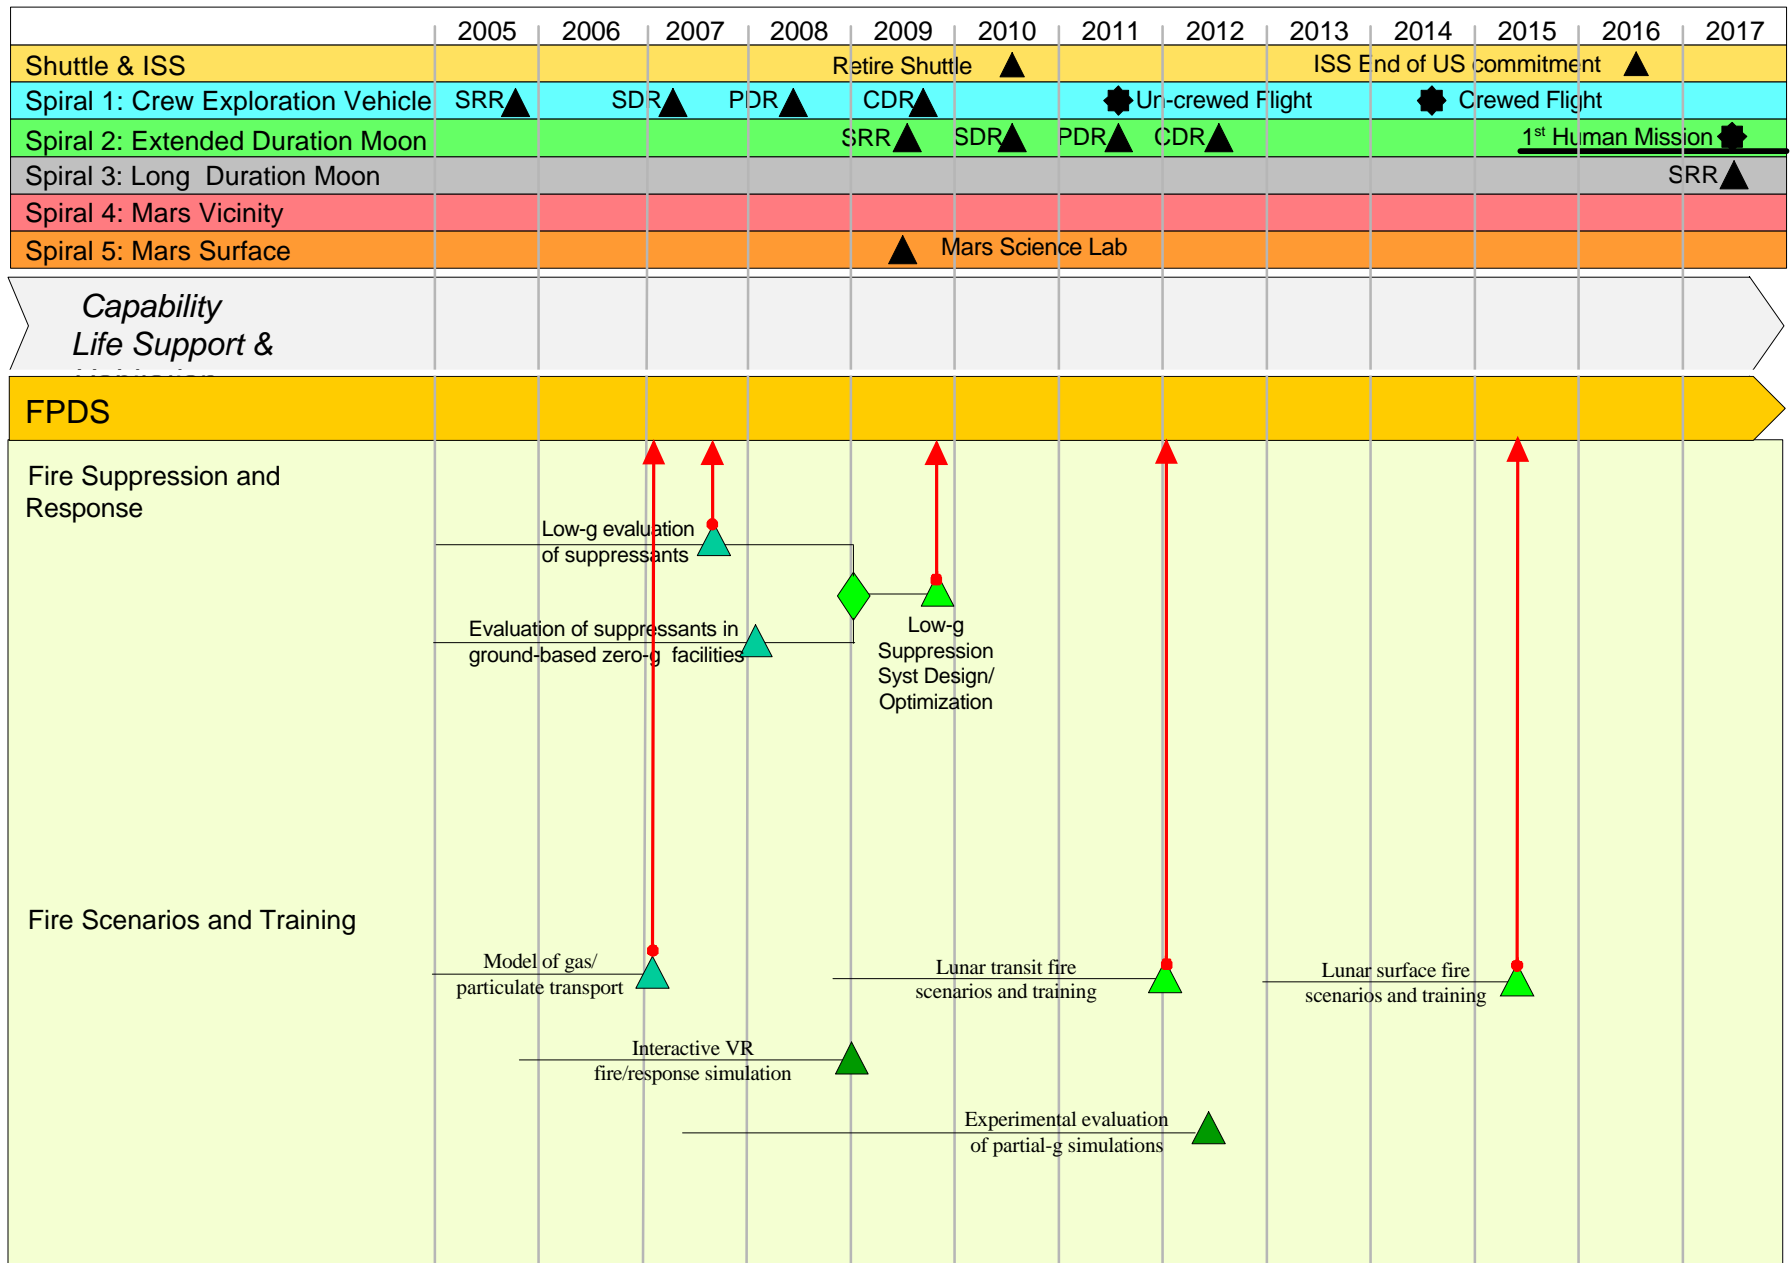 2005 2006 2007 2008 2009 2010 2011 2012 2013 2014 2015 2016 2017
Shuttle & ISS Retire Shuttle ISS End of US commitment
Spiral 1: Crew Exploration Vehicle SRR SDR PDR CDR Un-crewed Flight Crewed Flight
Spiral 2: Extended Duration Moon SRR SDR PDR CDR 1st Human Mission
Spiral 3: Long Duration Moon SRR
Spiral 4: Mars Vicinity
Spiral 5: Mars Surface Mars Science Lab
Capability
Life Support &
FPDS
Fire Suppression and
Response
Low-g evaluation
of suppressants
Evaluation of suppressants in
ground-based zero-g facilities
Low-g
Suppression
Syst Design/
Optimization
Fire Scenarios and Training
Model of gas/
particulate transport
Lunar transit fire
scenarios and training
Lunar surface fire
scenarios and training
Interactive VR
fire/response simulation
Experimental evaluation
of partial-g simulations